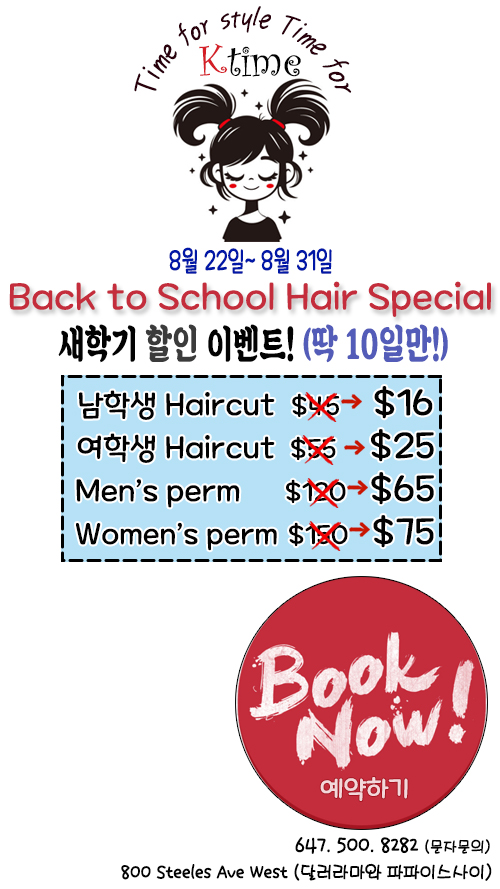 Time for style Time for
Ktime
8월 22일~ 8월 31일
Back to School Hair Special
새학기 할인 이벤트! (딱 10일만!)
남학생 Haircut $45 → $16
여학생 Haircut $55 → $25
Men's perm $120 → $65
Women's perm $150 → $75
Book
Now!
예약하기
647. 500. 8282 (문자문의)
800 Steeles Ave West (달러라마와 파파이스사이)